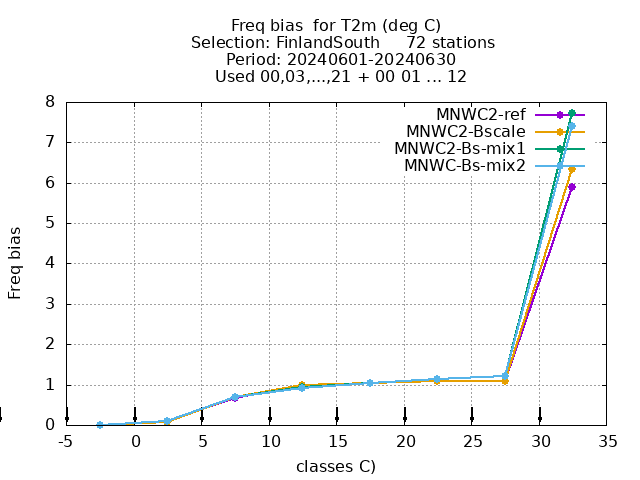 Freq bias  for T2m (deg C)
Selection: FinlandSouth     72 stations
Period: 20240601-20240630
Used 00,03,...,21 + 00 01 ... 12
MNWC2-ref
MNWC2-Bscale
MNWC2-Bs-mix1
MNWC-Bs-mix2
Freq bias
8
7
6
5
4
3
2
1
0
-5 0 5 10 15 20 25 30 35
classes C)